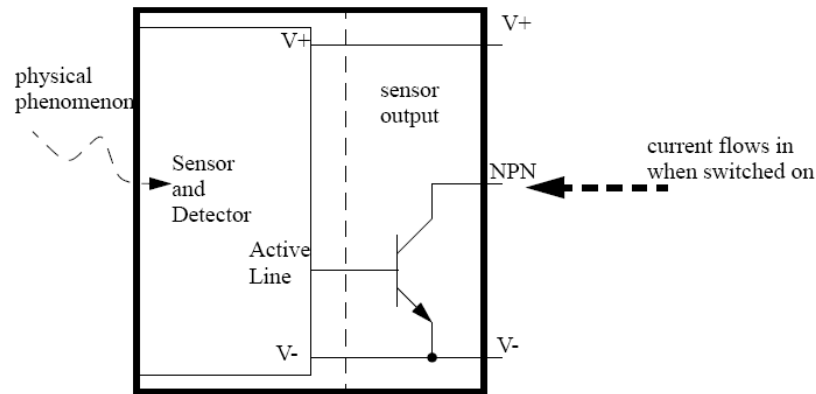 V+
V+
physical
phenomenon
sensor
output
current flows in
when switched on
Sensor
and
Detector
NPN
Active
Line
V-
V-